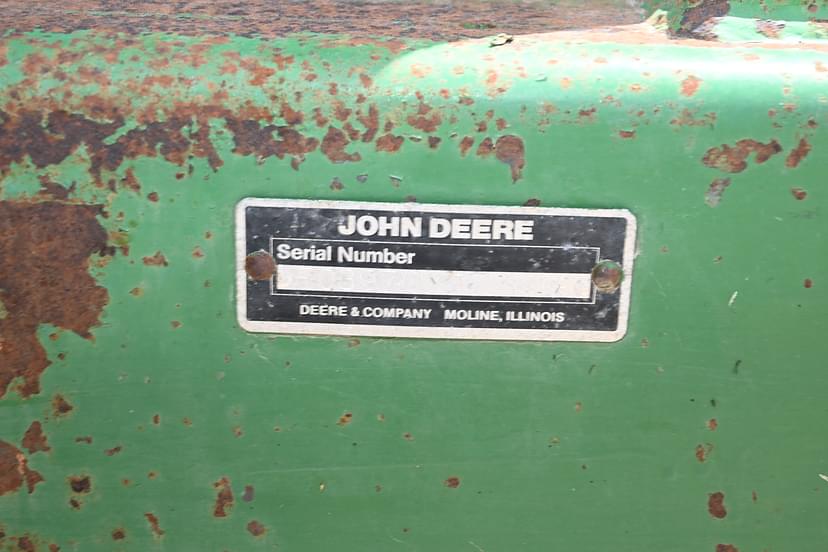 JOHN DEERE
Serial Number
DEERE & COMPANY MOLINE, ILLINOIS